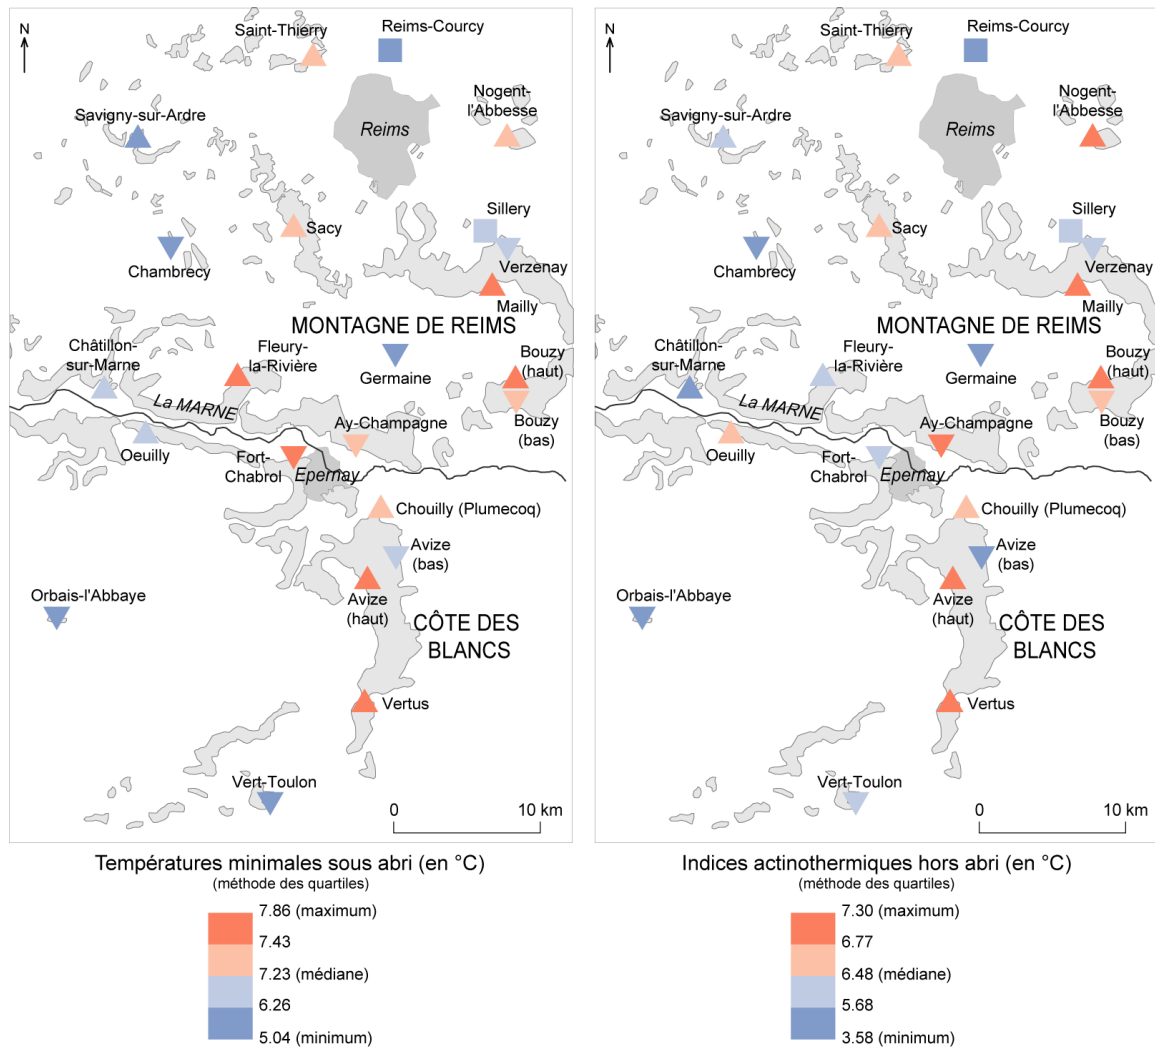 N
Saint-Thierry
Reims-Courcy
Savigny-sur-Ardre
Reims
Nogent-
l'Abbesse
Sacy
Sillery
Chambrecy
Verzenay
Mailly
MONTAGNE DE REIMS
Châtillon-
sur-Marne
Fleury-
la-Rivière
Germaine
Bouzy
(haut)
La MARNE
Bouzy
(bas)
Ay-Champagne
Oeuilly
Fort-
Chabrol
Epernay
Chouilly (Plumecoq)
Avize
(bas)
Orbais-l'Abbaye
Avize
(haut)
CÔTE DES
BLANCS
Vertus
Vert-Toulon
0
10 km
Températures minimales sous abri (en °C)
(méthode des quartiles)
7.86 (maximum)
7.43
7.23 (médiane)
6.26
5.04 (minimum)
N
Saint-Thierry
Reims-Courcy
Savigny-sur-Ardre
Reims
Nogent-
l'Abbesse
Sacy
Sillery
Chambrecy
Verzenay
Mailly
MONTAGNE DE REIMS
Châtillon-
sur-Marne
Fleury-
la-Rivière
Germaine
Bouzy
(haut)
La MARNE
Bouzy
(bas)
Ay-Champagne
Oeuilly
Fort-
Chabrol
Epernay
Chouilly (Plumecoq)
Avize
(bas)
Orbais-l'Abbaye
Avize
(haut)
CÔTE DES
BLANCS
Vertus
Vert-Toulon
0
10 km
Indices actinothermiques hors abri (en °C)
(méthode des quartiles)
7.30 (maximum)
6.77
6.48 (médiane)
5.68
3.58 (minimum)